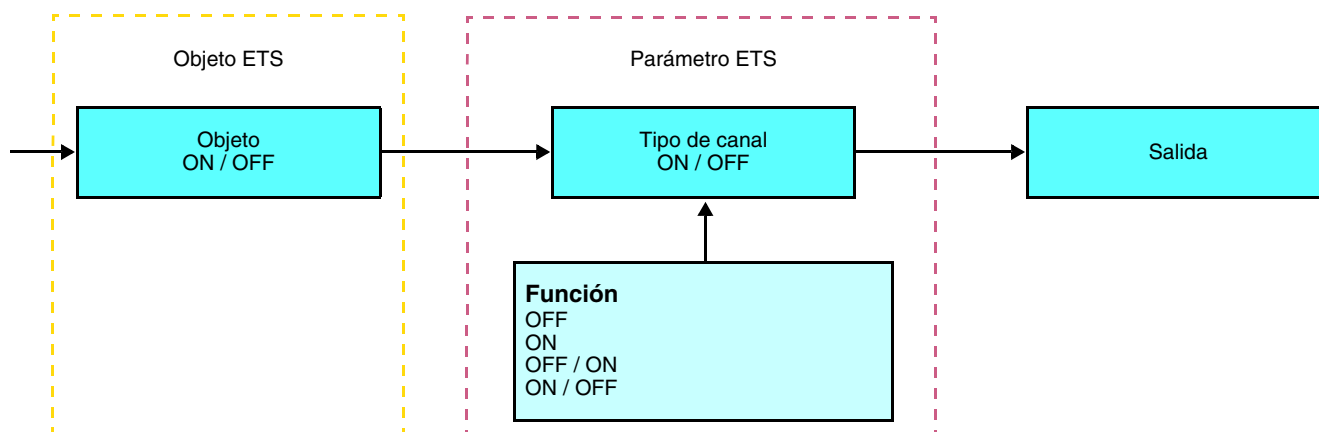 Objeto ETS
Parámetro ETS
Objeto
ON / OFF
Tipo de canal
ON / OFF
Salida
Función
OFF
ON
OFF / ON
ON / OFF